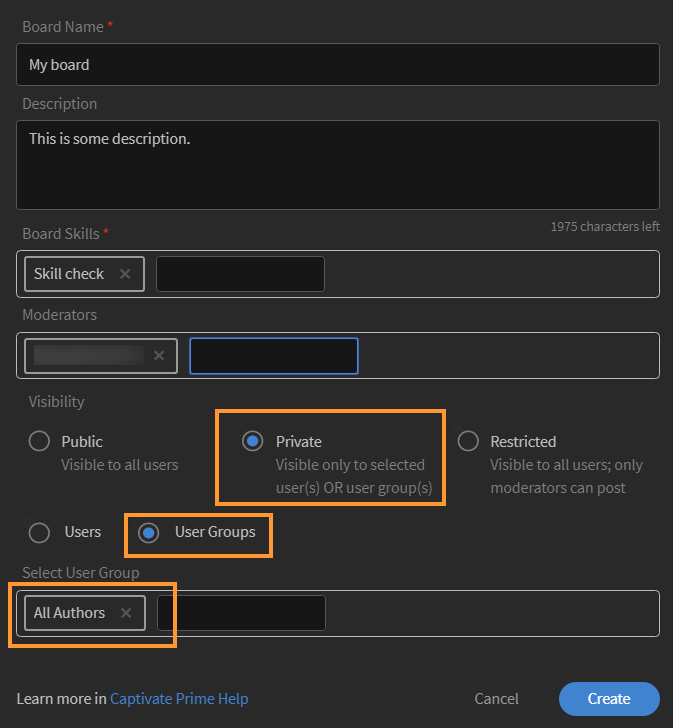 Board Name *
My board
Description
This is some description.
1975 characters left
Board Skills *
Skill check ×
Moderators
×
Visibility
Public
Visible to all users
Private
Visible only to selected
user(s) OR user group(s)
Restricted
Visible to all users; only
moderators can post
Users
User Groups
Select User Group
All Authors ×
Learn more in Captivate Prime Help
Cancel
Create